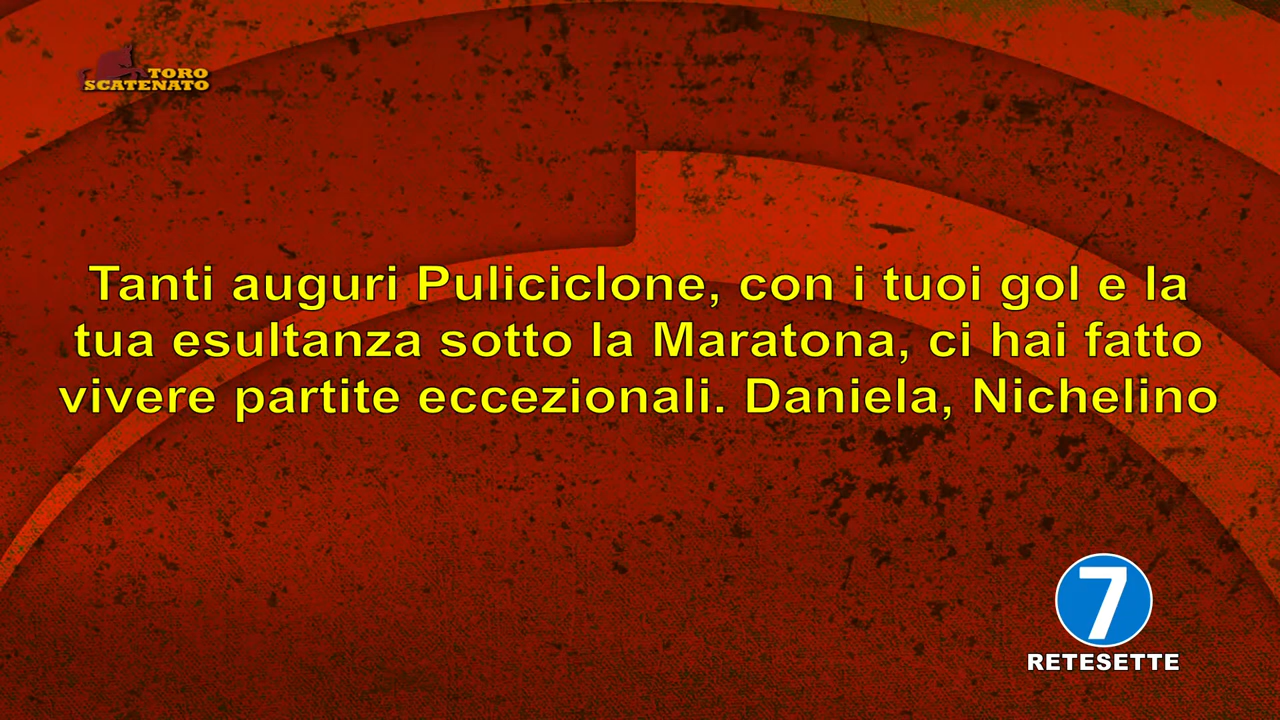 TORO
SCATENATO
Tanti auguri Puliciclone, con i tuoi gol e la
tua esultanza sotto la Maratona, ci hai fatto
vivere partite eccezionali. Daniela, Nichelino
7
RETESETTE